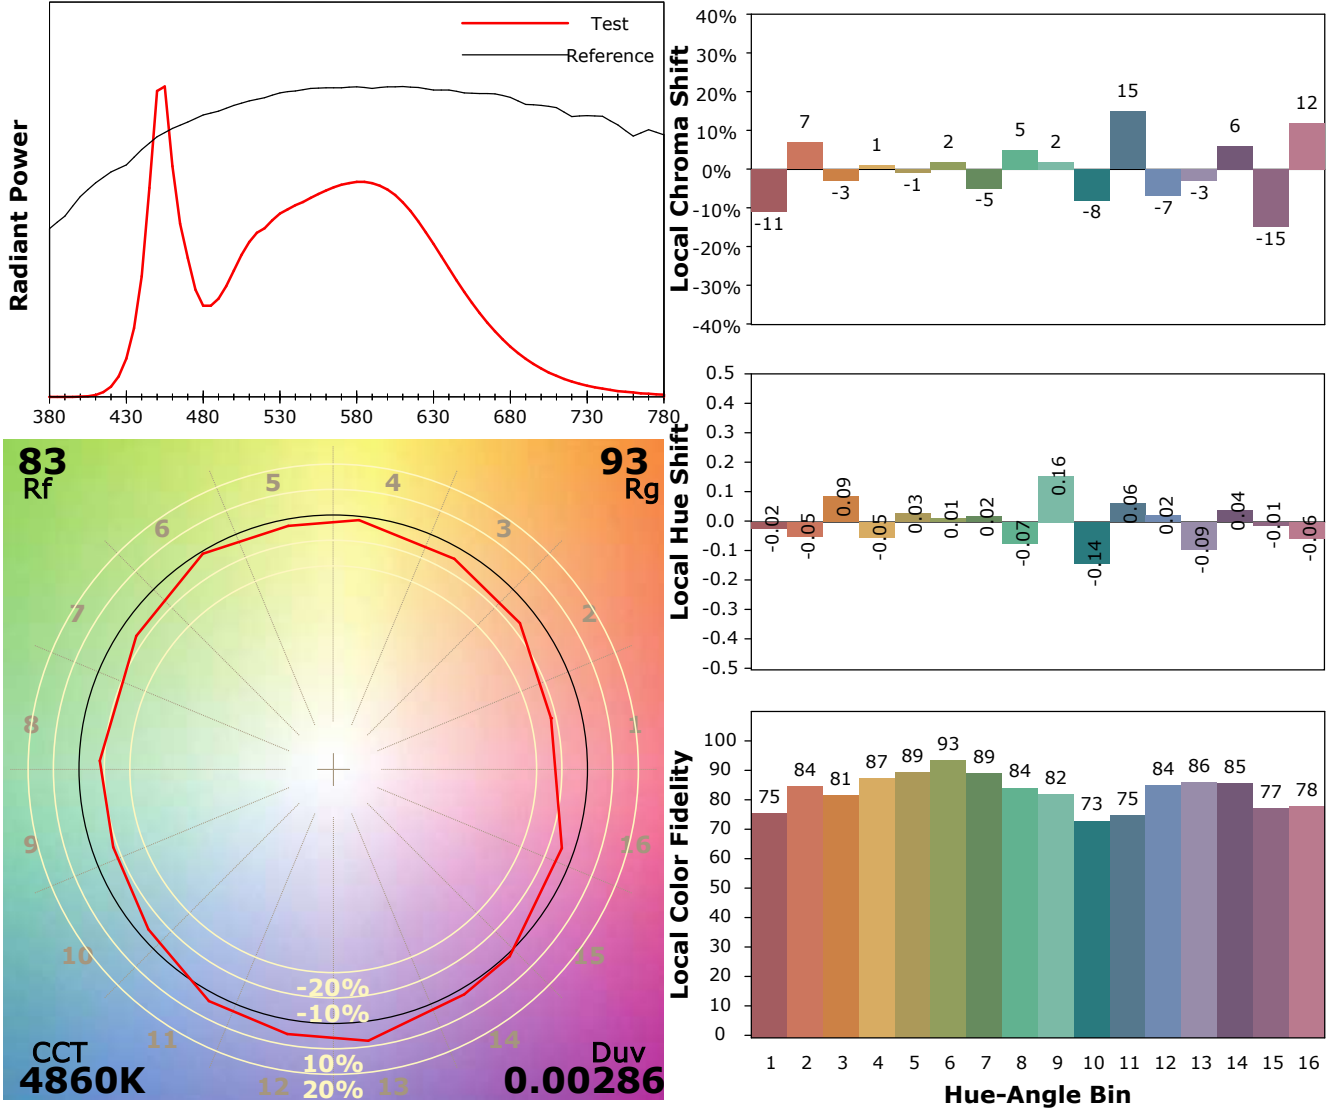 Test
Reference
Radiant Power
380 430 480 530 580 630 680 730 780
40%
30%
20%
10%
0%
-10%
-20%
-30%
-40%
Local Chroma Shift
-11 7 -3 1 -1 2 -5 5 2 -8 15 -7 -3 6 -15 12
0.5
0.4
0.3
0.2
0.1
0.0
-0.1
-0.2
-0.3
-0.4
-0.5
Local Hue Shift
-0.02 -0.05 0.09 -0.05 0.03 0.01 0.02 -0.07 0.16 -0.14 0.06 0.02 -0.09 0.04 -0.01 -0.06
83
Rf
93
Rg
5 4
6 3
7 2
8 1
9 16
10 15
11 14
12 13
-20%
-10%
10%
20%
CCT
4860K
Duv
0.00286
100
90
80
70
60
50
40
30
20
10
0
Local Color Fidelity
75 84 81 87 89 93 89 84 82 73 75 84 86 85 77 78
1 2 3 4 5 6 7 8 9 10 11 12 13 14 15 16
Hue-Angle Bin